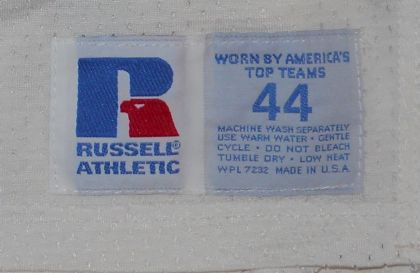 R
RUSSELL®
ATHLETIC
WORN BY AMERICA'S
TOP TEAMS
44
MACHINE WASH SEPARATELY
USE WARM WATER • GENTLE
CYCLE • DO NOT BLEACH
TUMBLE DRY • LOW HEAT
WPL 7232 MADE IN U.S.A.